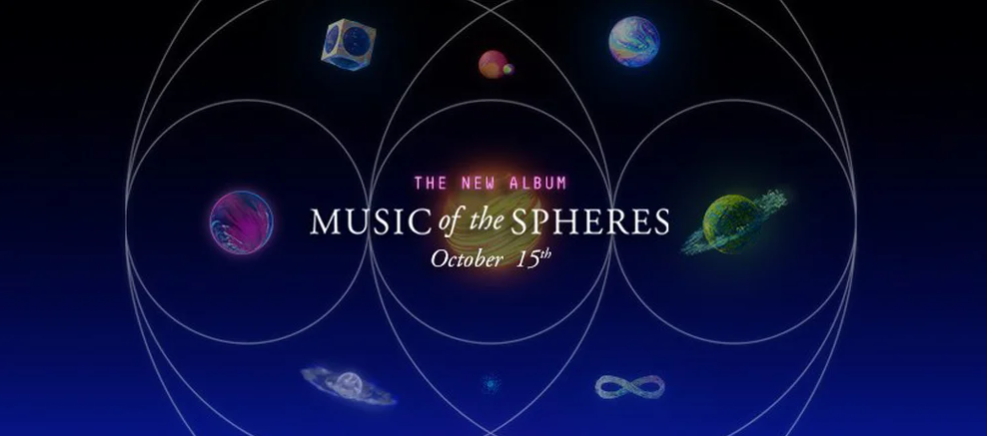 THE NEW ALBUM
MUSIC of the SPHERES
October 15th